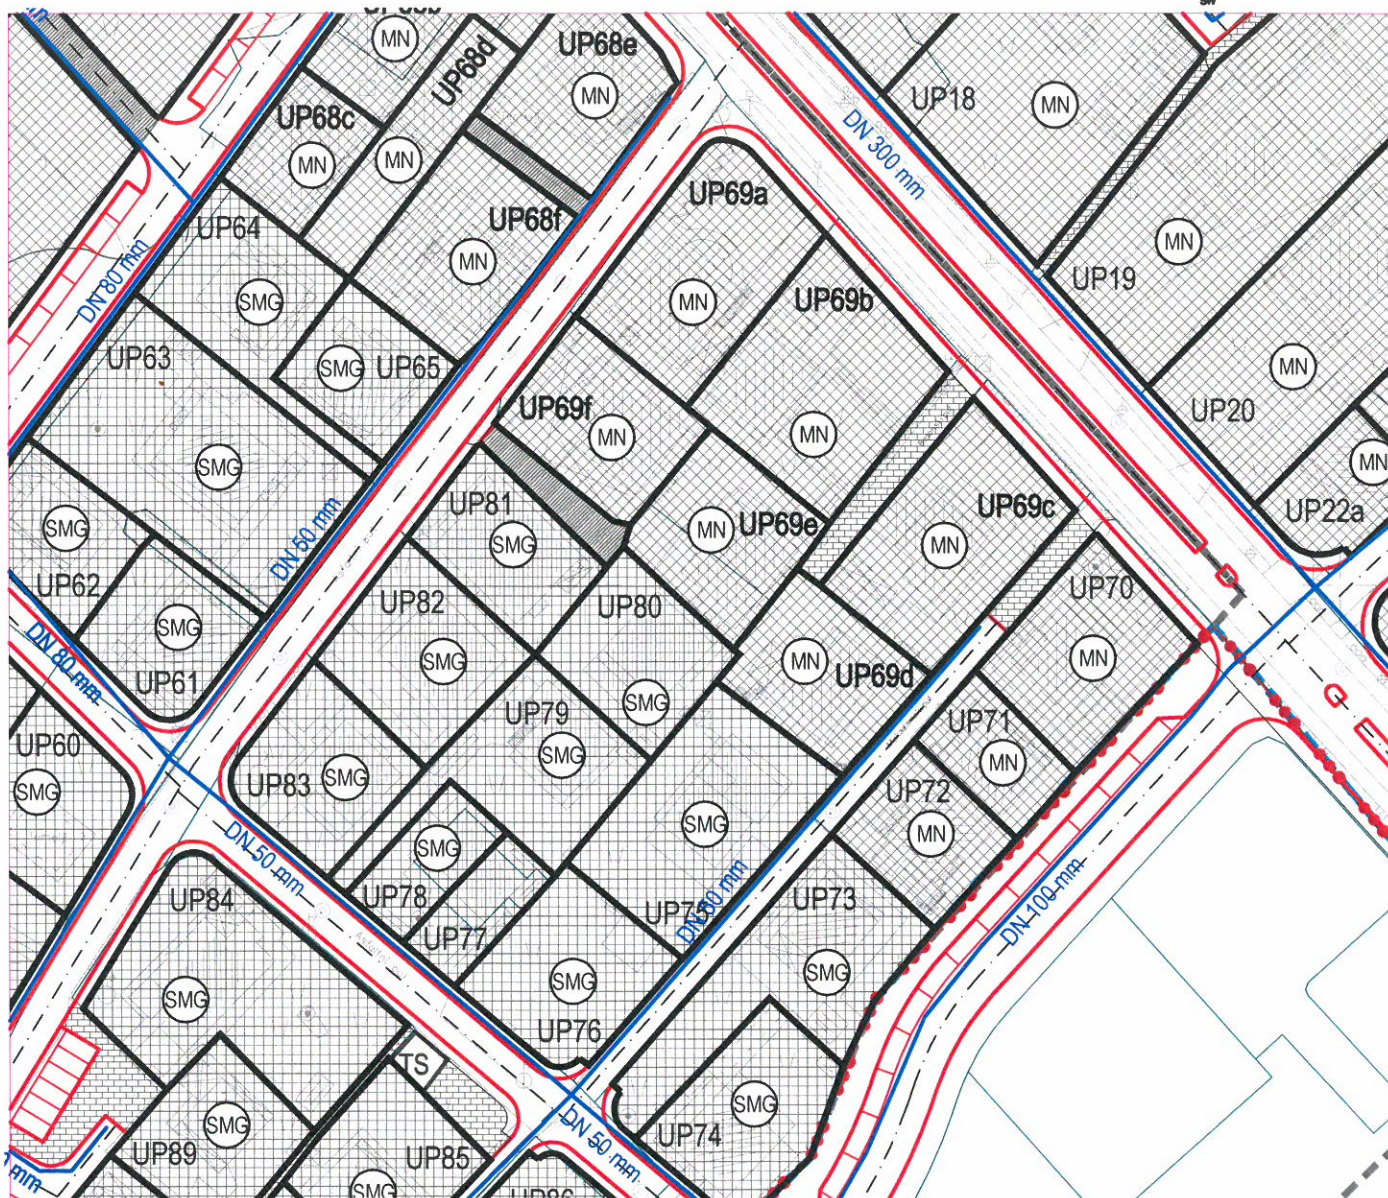 MN
UP68d
UP68e
MN
UP18
MN
UP68c
MN
MN
DN 300 mm
UP69a
UP64
UP68f
MN
MN
UP19
DN 80 mm
SMG
MN
UP69b
UP63
SMG
UP65
MN
UP20
UP69f
MN
MN
MN
SMG
UP81
UP69c
UP22a
SMG
DN 50 mm
SMG
MN
UP69e
MN
UP62
UP82
UP80
UP70
SMG
DN 80 mm
SMG
MN
UP69d
MN
UP61
SMG
UP79
UP71
UP60
SMG
UP83
SMG
SMG
MN
UP72
SMG
MN
DN 50 mm
SMG
UP84
UP78
UP75
DN 80 mm
UP73
DN 100 mm
UP77
SMG
SMG
SMG
UP76
TS
SMG
SMG
DN 50 mm
UP74
UP89
UP85
SMG
mm